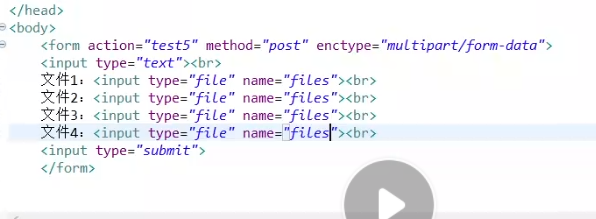 </head>
<body>
<form action="test5" method="post" enctype="multipart/form-data">
<input type="text"><br>
文件1：<input type="file" name="files"><br>
文件2：<input type="file" name="files"><br>
文件3：<input type="file" name="files"><br>
文件4：<input type="file" name="files"><br>
<input type="submit">
</form>